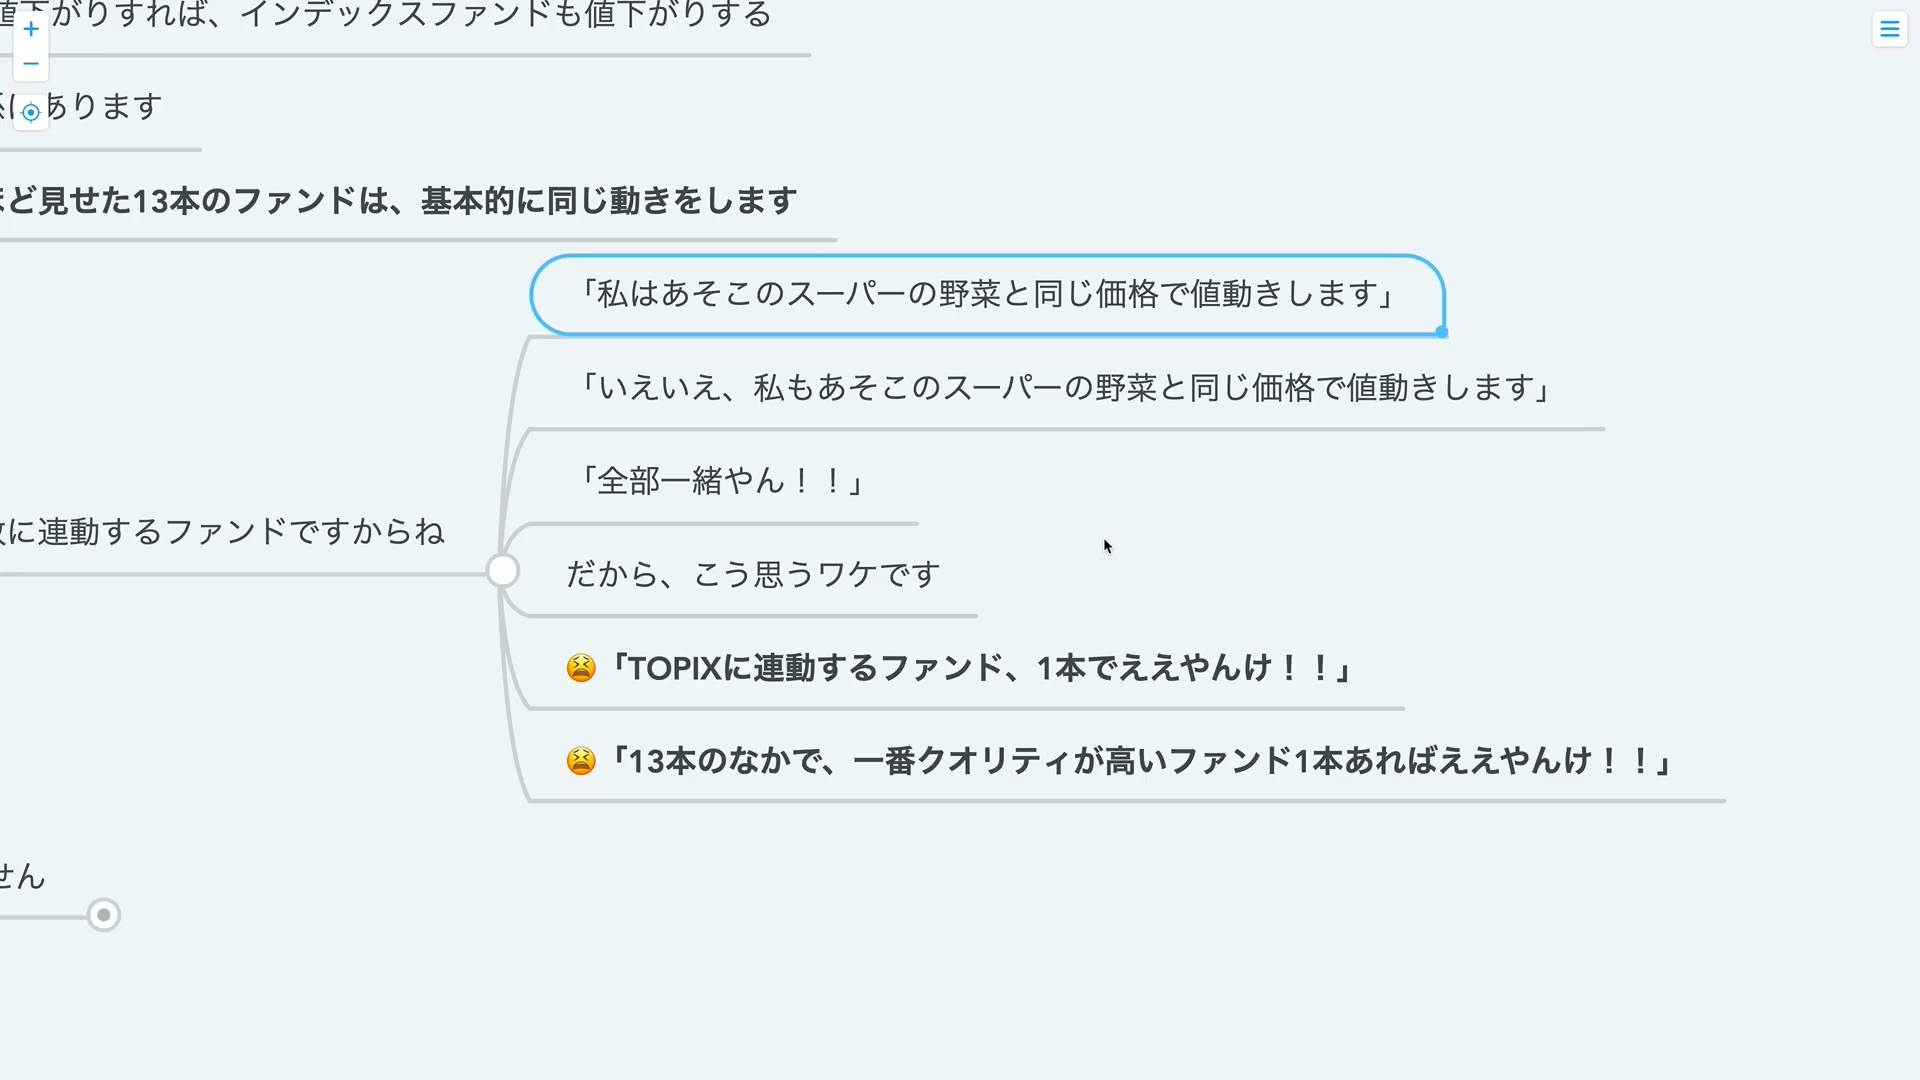 値下がりすれば、インデックスファンドも値下がりする
あります
ほど見せた13本のファンドは、基本的に同じ動きをします
「私はあそこのスーパーの野菜と同じ価格で値動きします」
「いえいえ、私もあそこのスーパーの野菜と同じ価格で値動きします」
「全部一緒やん！！」
に連動するファンドですからね
だから、こう思うワケです
😫「TOPIXに連動するファンド、1本でええやんけ！！」
😫「13本のなかで、一番クオリティが高いファンド1本あればええやんけ！！」
せん